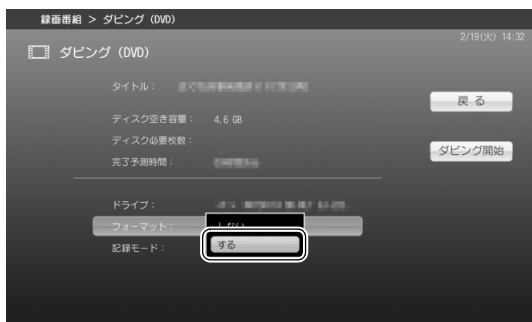 録画番組 > ダビング (DVD)
2/19(火) 14:32
ダビング (DVD)
タイトル：
戻る
ディスク空き容量： 4.6 GB
ディスク必要枚数：
ダビング開始
完了予測時間：
ドライブ：
しない
フォーマット：
する
記録モード：